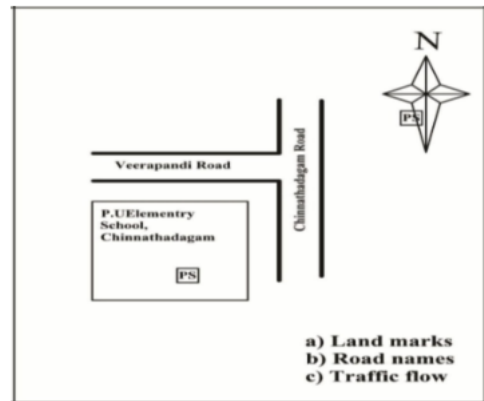 N
PS
Veerapandi Road
Chinnathadagam Road
P.UElementry
School,
Chinnathadagam
PS
a) Land marks
b) Road names
c) Traffic flow